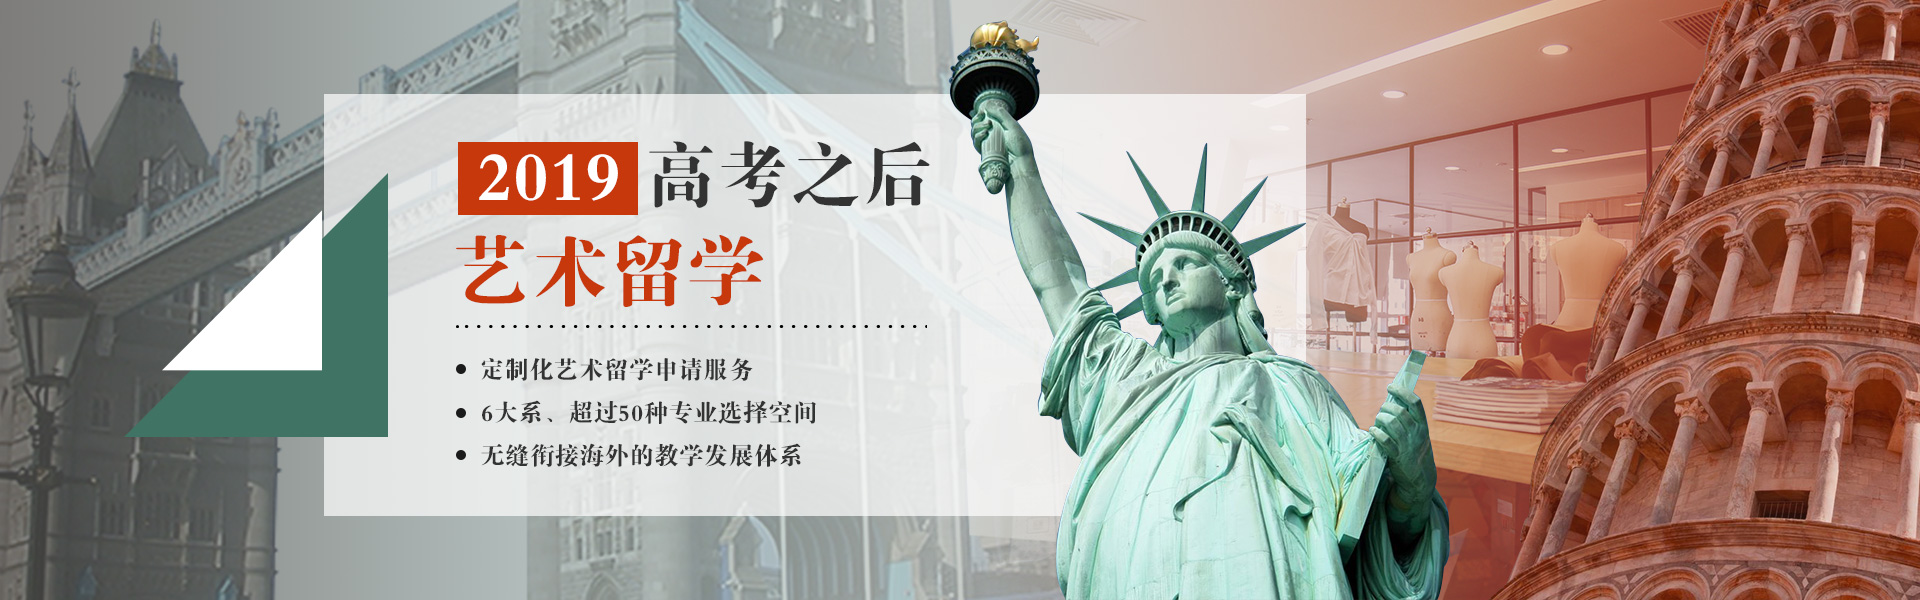 2019 高考之后
艺术留学
定制化艺术留学申请服务
6大系、超过50种专业选择空间
无缝衔接海外的教学发展体系